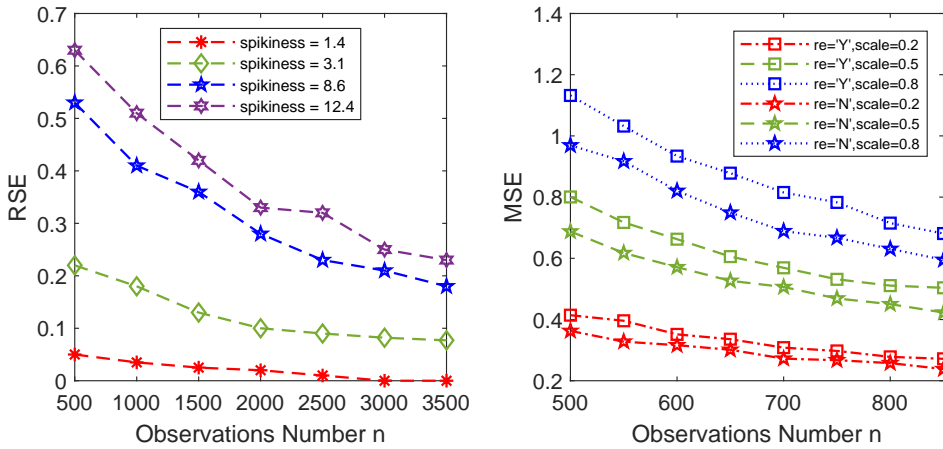 0.7
0.6
0.5
0.4
0.3
0.2
0.1
0
RSE
spikiness = 1.4
spikiness = 3.1
spikiness = 8.6
spikiness = 12.4
500 1000 1500 2000 2500 3000 3500
Observations Number n
1.4
1.2
1
0.8
0.6
0.4
0.2
MSE
re='Y',scale=0.2
re='Y',scale=0.5
re='Y',scale=0.8
re='N',scale=0.2
re='N',scale=0.5
re='N',scale=0.8
500 600 700 800
Observations Number n